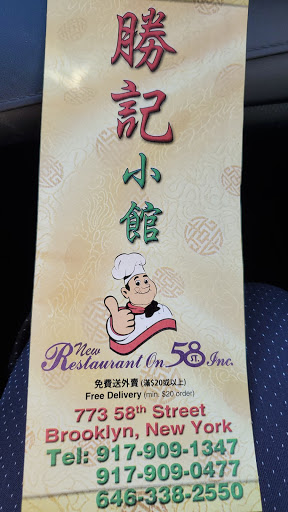 勝記小館
New
Restaurant On 58 ST. Inc.
免費送外賣 (滿$20或以上)
Free Delivery (min. $20 order)
773 58th Street
Brooklyn, New York
Tel: 917-909-1347
917-909-0477
646-338-2550